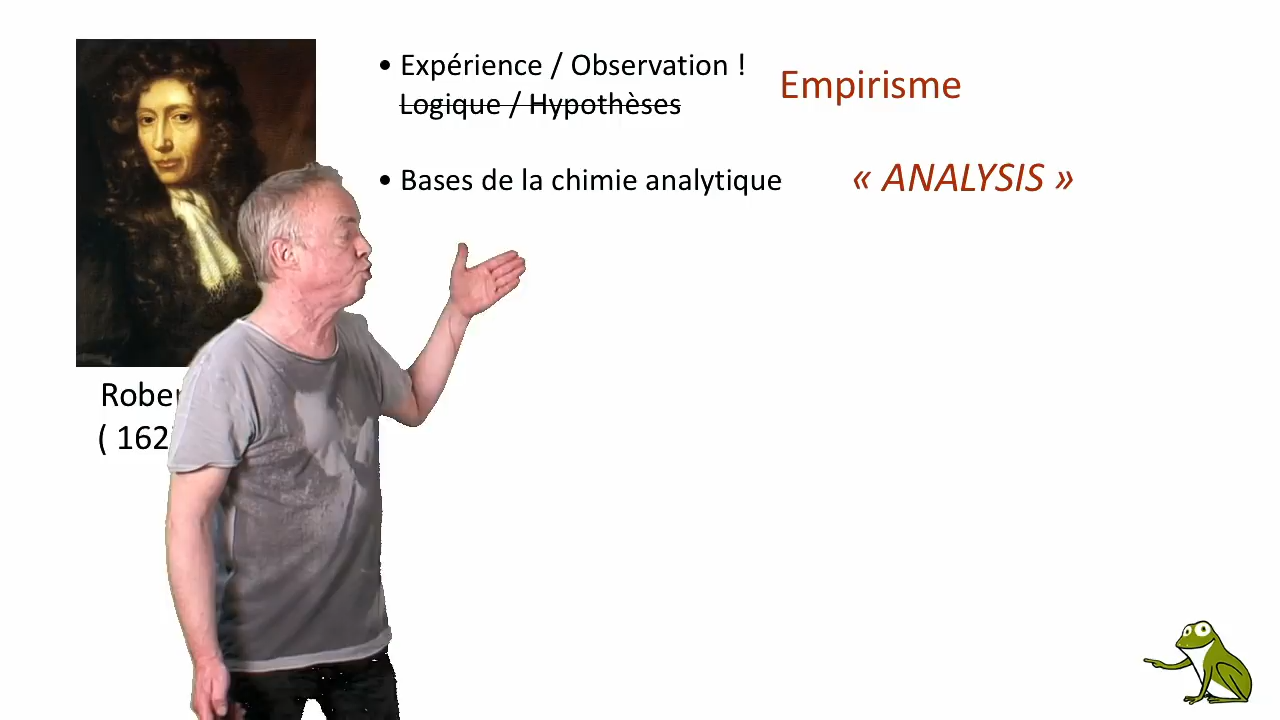 • Expérience / Observation !
Logique / Hypothèses
Empirisme
• Bases de la chimie analytique
« ANALYSIS »
Rober
( 162